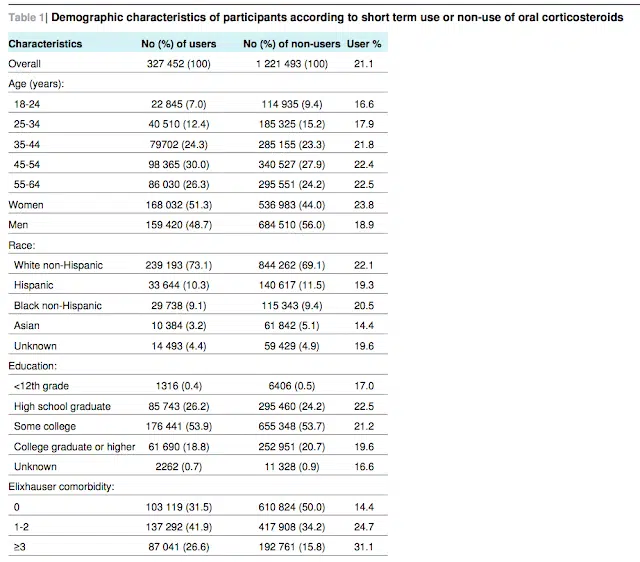 Table 1| Demographic characteristics of participants according to short term use or non-use of oral corticosteroids
Characteristics No (%) of users No (%) of non-users User %
Overall 327 452 (100) 1 221 493 (100) 21.1
Age (years):
18-24 22 845 (7.0) 114 935 (9.4) 16.6
25-34 40 510 (12.4) 185 325 (15.2) 17.9
35-44 79702 (24.3) 285 155 (23.3) 21.8
45-54 98 365 (30.0) 340 527 (27.9) 22.4
55-64 86 030 (26.3) 295 551 (24.2) 22.5
Women 168 032 (51.3) 536 983 (44.0) 23.8
Men 159 420 (48.7) 684 510 (56.0) 18.9
Race:
White non-Hispanic 239 193 (73.1) 844 262 (69.1) 22.1
Hispanic 33 644 (10.3) 140 617 (11.5) 19.3
Black non-Hispanic 29 738 (9.1) 115 343 (9.4) 20.5
Asian 10 384 (3.2) 61 842 (5.1) 14.4
Unknown 14 493 (4.4) 59 429 (4.9) 19.6
Education:
<12th grade 1316 (0.4) 6406 (0.5) 17.0
High school graduate 85 743 (26.2) 295 460 (24.2) 22.5
Some college 176 441 (53.9) 655 348 (53.7) 21.2
College graduate or higher 61 690 (18.8) 252 951 (20.7) 19.6
Unknown 2262 (0.7) 11 328 (0.9) 16.6
Elixhauser comorbidity:
0 103 119 (31.5) 610 824 (50.0) 14.4
1-2 137 292 (41.9) 417 908 (34.2) 24.7
≥3 87 041 (26.6) 192 761 (15.8) 31.1